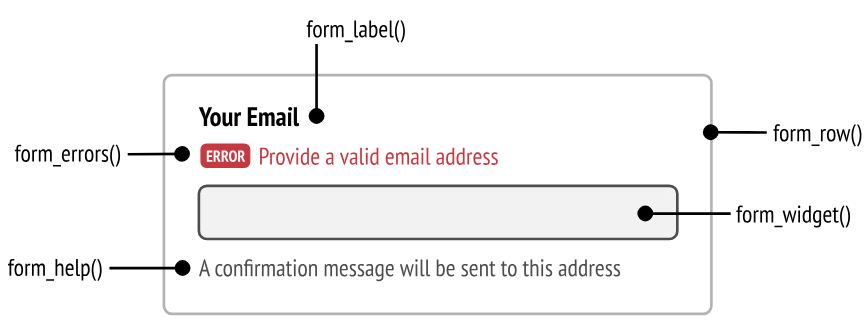 form_label()
Your Email
form_row()
form_errors()
ERROR Provide a valid email address
form_widget()
form_help()
A confirmation message will be sent to this address